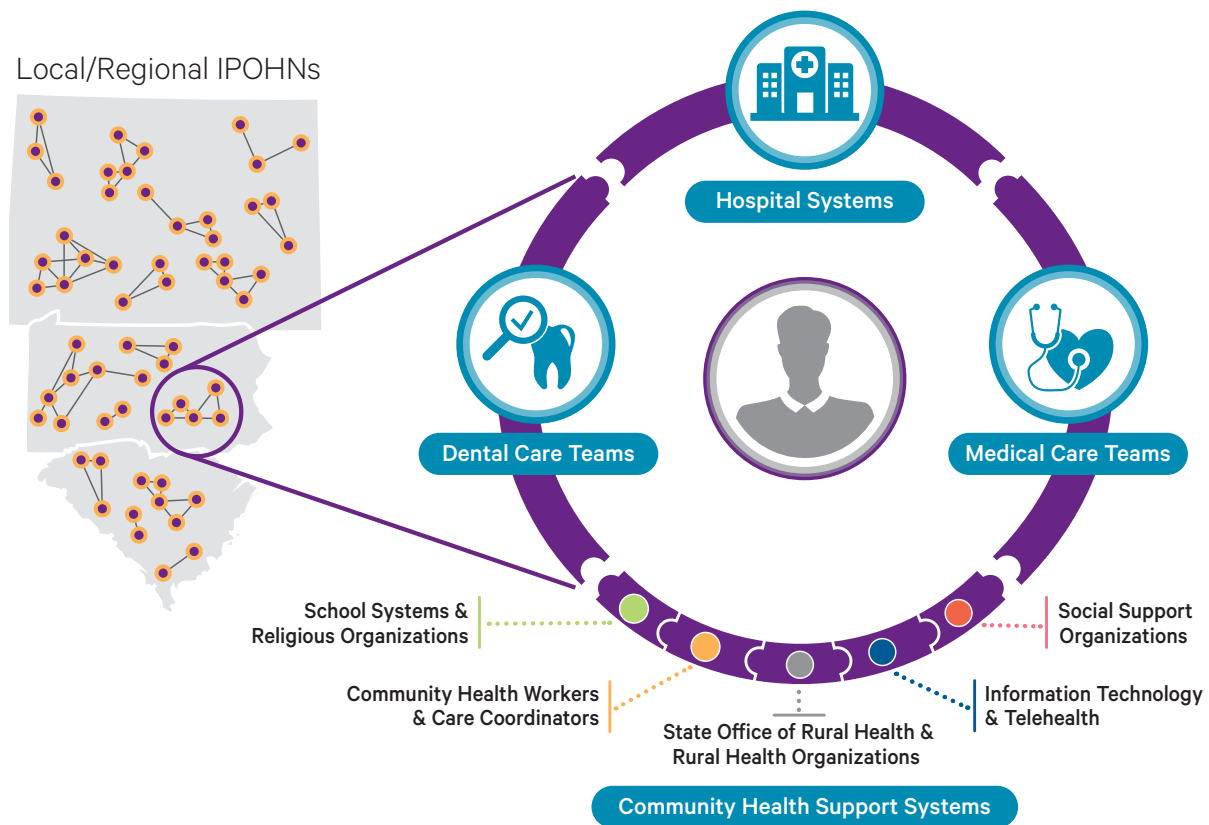 Local/Regional IPOHNs
Hospital Systems
Dental Care Teams
Medical Care Teams
School Systems &
Religious Organizations
Social Support
Organizations
Community Health Workers
& Care Coordinators
Information Technology
& Telehealth
State Office of Rural Health &
Rural Health Organizations
Community Health Support Systems